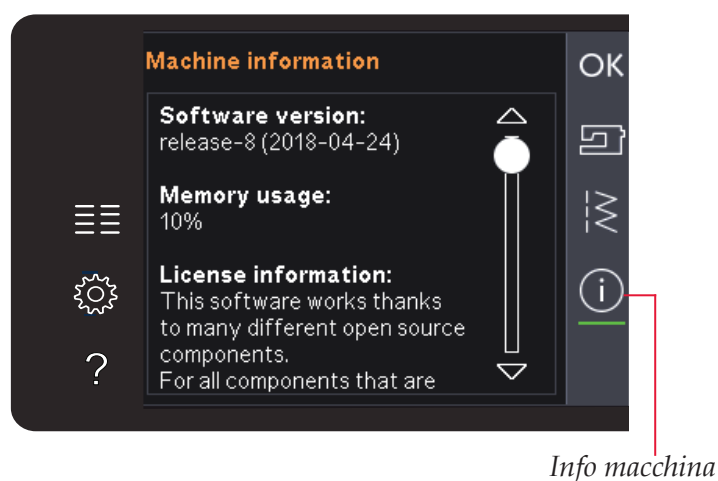 Machine information
OK
Software version:
release-8 (2018-04-24)
Memory usage:
10%
License information:
This software works thanks
to many different open source
components.
For all components that are
?
i
Info macchina